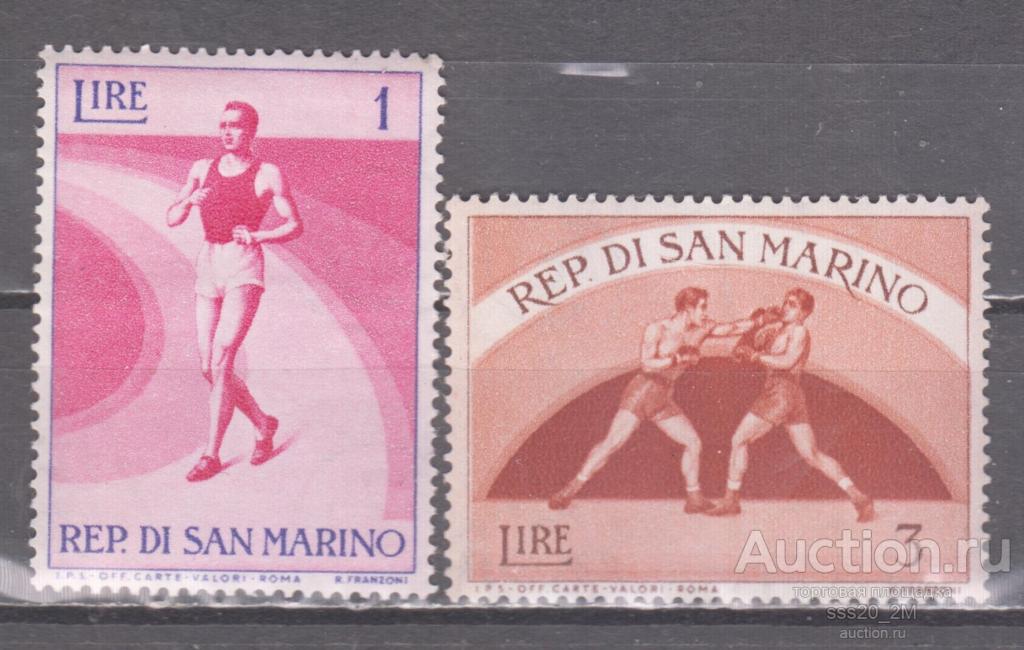 LIRE 1
REP. DI SAN MARINO
I.P.S-OFF.CARTE-VALORI-ROMA R.FRANZONI
REP. DI SAN MARINO
LIRE 3
I.P.S-OFF.CARTE-VALORI-ROMA
Auction.ru
торговая площадка
sss20_2M
auction.ru